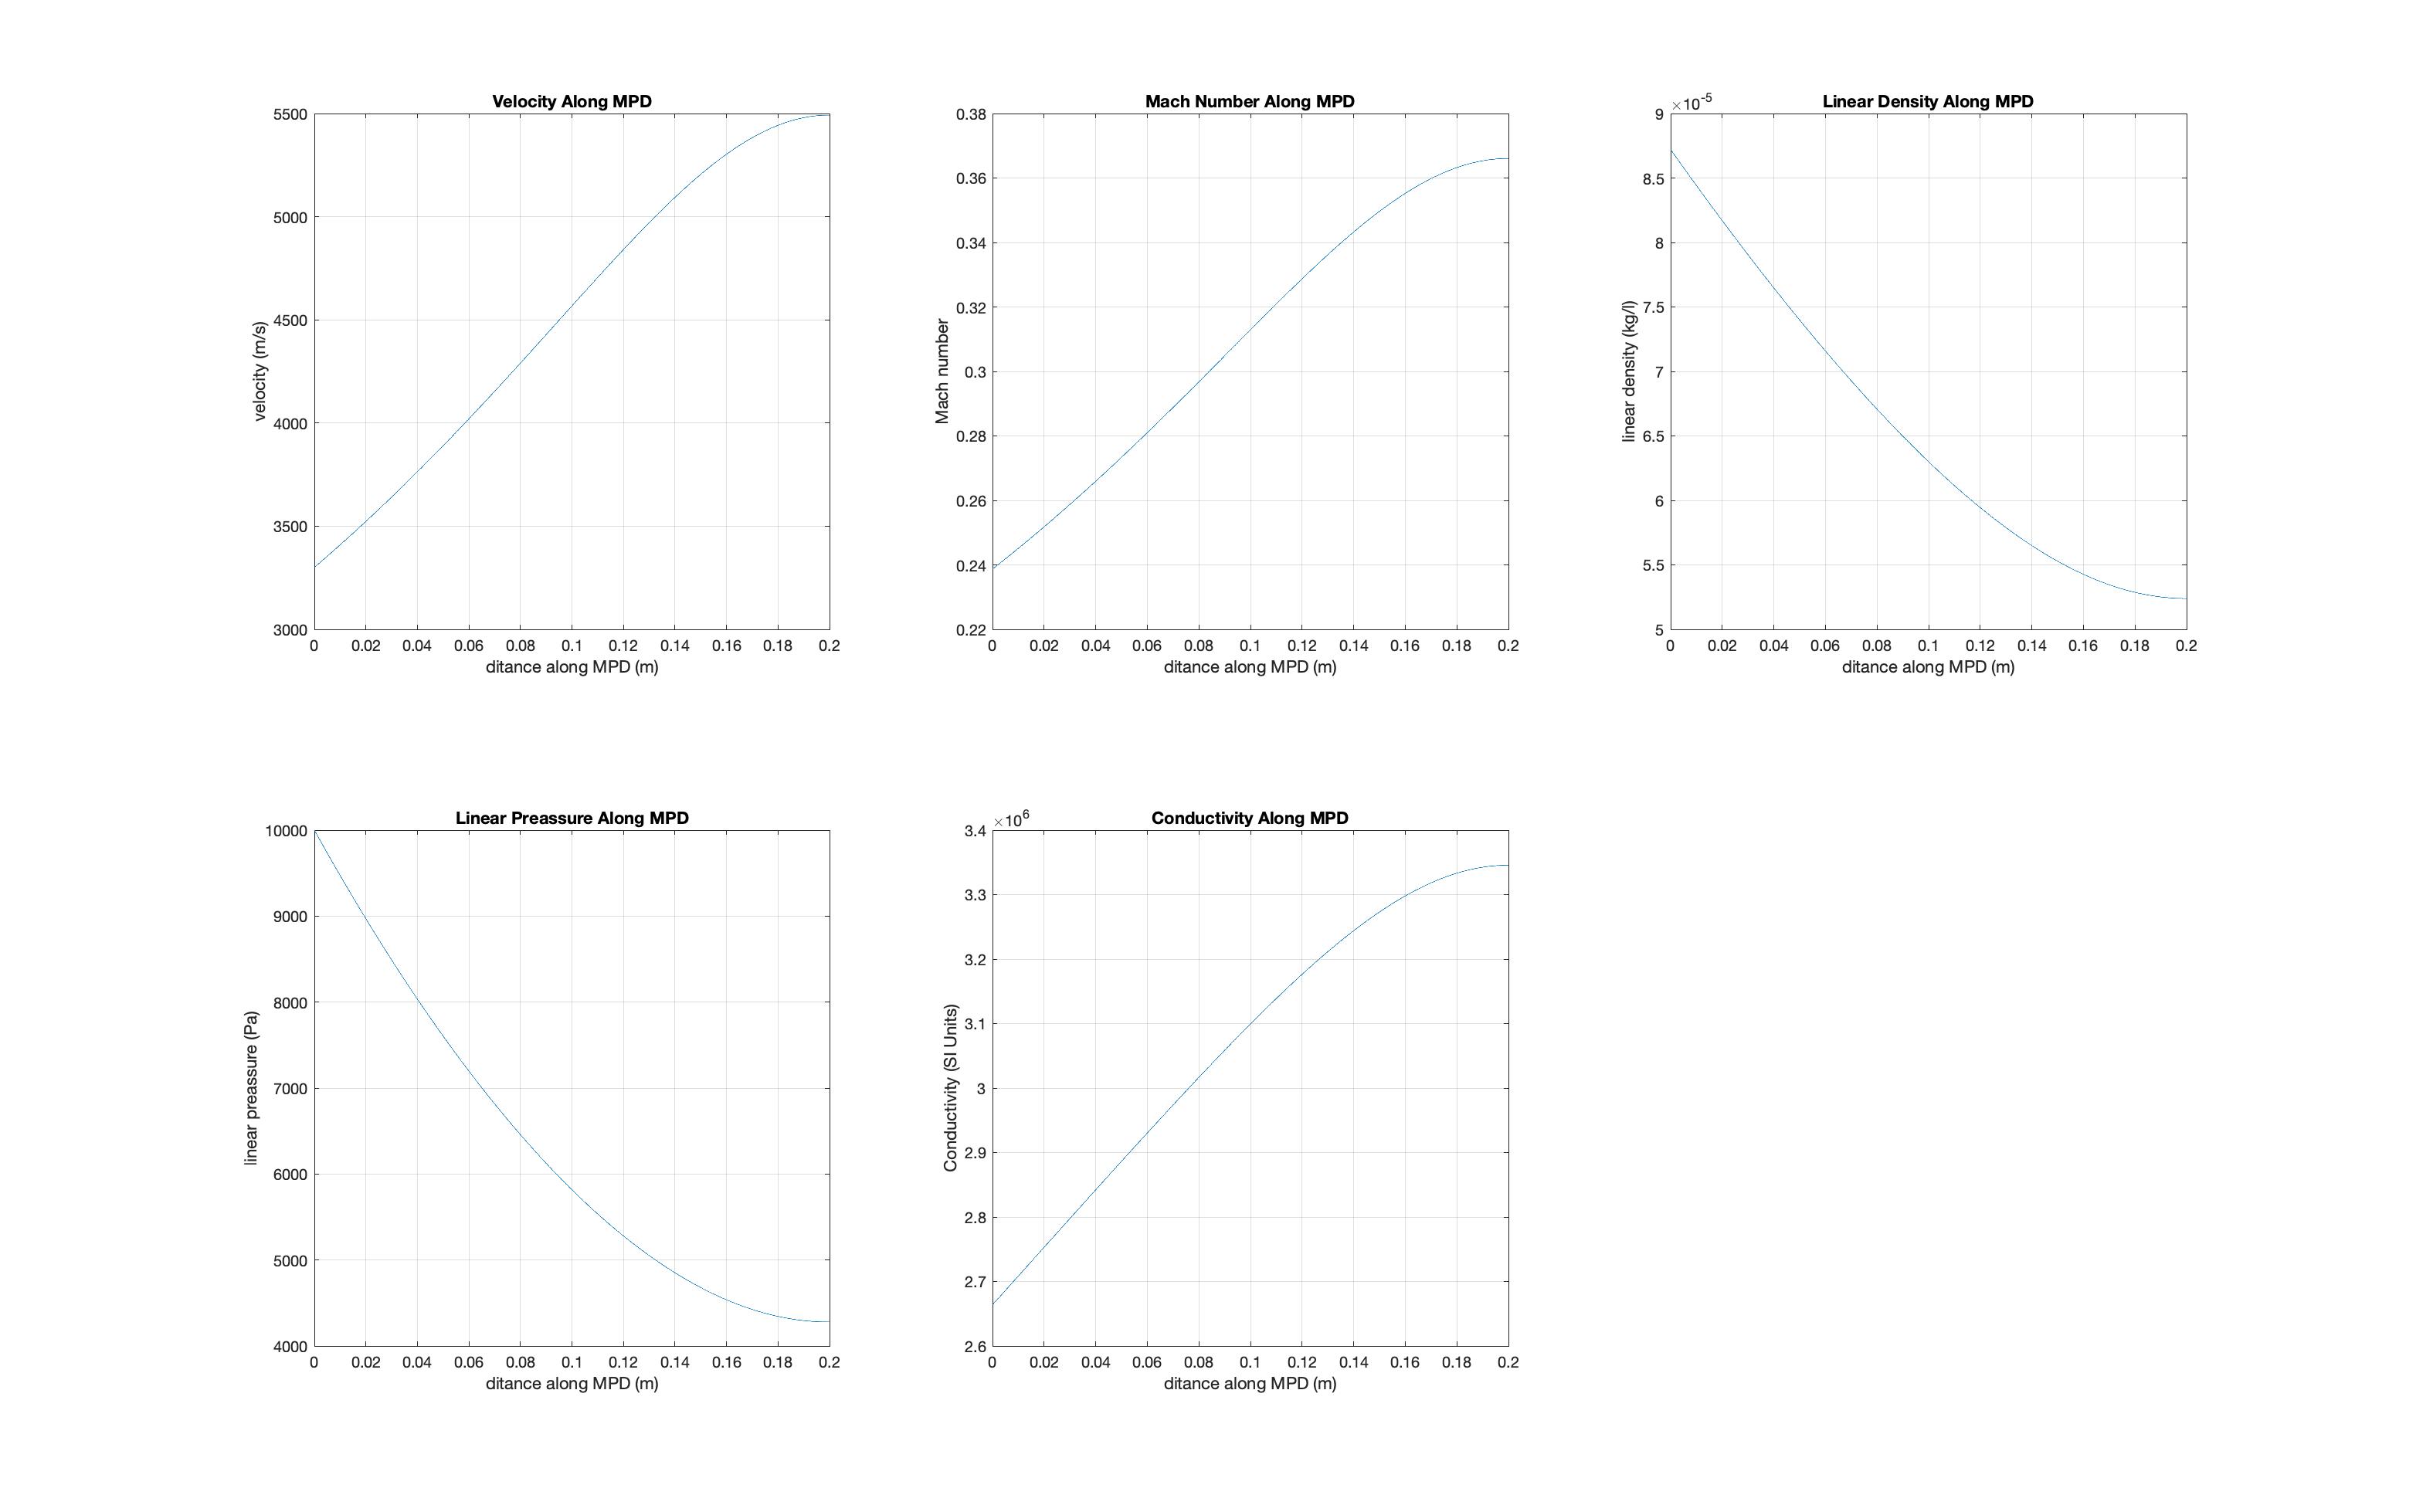 Velocity Along MPD
5500
5000
4500
4000
3500
3000
velocity (m/s)
0 0.02 0.04 0.06 0.08 0.1 0.12 0.14 0.16 0.18 0.2
ditance along MPD (m)
Mach Number Along MPD
0.38
0.36
0.34
0.32
0.3
0.28
0.26
0.24
0.22
Mach number
0 0.02 0.04 0.06 0.08 0.1 0.12 0.14 0.16 0.18 0.2
ditance along MPD (m)
Linear Density Along MPD
×10-5
9
8.5
8
7.5
7
6.5
6
5.5
5
linear density (kg/l)
0 0.02 0.04 0.06 0.08 0.1 0.12 0.14 0.16 0.18 0.2
ditance along MPD (m)
Linear Preassure Along MPD
10000
9000
8000
7000
6000
5000
4000
linear preassure (Pa)
0 0.02 0.04 0.06 0.08 0.1 0.12 0.14 0.16 0.18 0.2
ditance along MPD (m)
Conductivity Along MPD
×106
3.4
3.3
3.2
3.1
3
2.9
2.8
2.7
2.6
Conductivity (SI Units)
0 0.02 0.04 0.06 0.08 0.1 0.12 0.14 0.16 0.18 0.2
ditance along MPD (m)